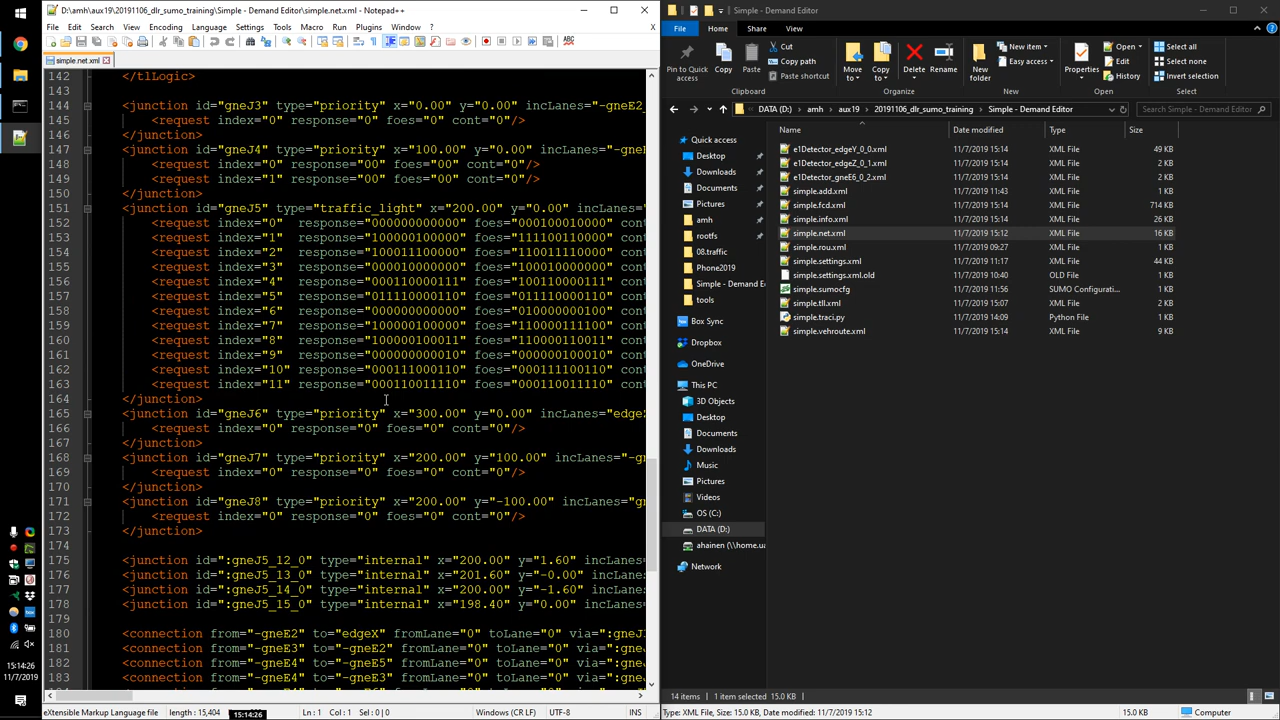 D:\amh\aux19\20191106_dlr_sumo_training\Simple - Demand Editor\simple.net.xml - Notepad++
File Edit Search View Encoding Language Settings Tools Macro Run Plugins Window ?
simple.net.xml
142 </tlLogic>
143
144 <junction id="gneJ3" type="priority" x="0.00" y="0.00" incLanes="-gneE2
145 <request index="0" response="0" foes="0" cont="0"/>
146 </junction>
147 <junction id="gneJ4" type="priority" x="100.00" y="0.00" incLanes="-gneE
148 <request index="0" response="00" foes="00" cont="0"/>
149 <request index="1" response="00" foes="00" cont="0"/>
150 </junction>
151 <junction id="gneJ5" type="traffic_light" x="200.00" y="0.00" incLanes="
152 <request index="0" response="000000000000" foes="000100010000" cont
153 <request index="1" response="100000100000" foes="111100110000" cont
154 <request index="2" response="100011100000" foes="110011110000" cont
155 <request index="3" response="000010000000" foes="100010000000" cont
156 <request index="4" response="000110000111" foes="100110000111" cont
157 <request index="5" response="011110000110" foes="011110000110" cont
158 <request index="6" response="000000000000" foes="010000000100" cont
159 <request index="7" response="100000100000" foes="110000111100" cont
160 <request index="8" response="100000100011" foes="110000110011" cont
161 <request index="9" response="000000000010" foes="000000100010" cont
162 <request index="10" response="000111000110" foes="000111100110" cont
163 <request index="11" response="000110011110" foes="000110011110" cont
164 </junction>
165 <junction id="gneJ6" type="priority" x="300.00" y="0.00" incLanes="edge
166 <request index="0" response="0" foes="0" cont="0"/>
167 </junction>
168 <junction id="gneJ7" type="priority" x="200.00" y="100.00" incLanes="-g
169 <request index="0" response="0" foes="0" cont="0"/>
170 </junction>
171 <junction id="gneJ8" type="priority" x="200.00" y="-100.00" incLanes="g
172 <request index="0" response="0" foes="0" cont="0"/>
173 </junction>
174
175 <junction id=":gneJ5_12_0" type="internal" x="200.00" y="1.60" incLanes=
176 <junction id=":gneJ5_13_0" type="internal" x="201.60" y="-0.00" incLanes
177 <junction id=":gneJ5_14_0" type="internal" x="200.00" y="-1.60" incLanes
178 <junction id=":gneJ5_15_0" type="internal" x="198.40" y="0.00" incLanes=
179
180 <connection from="-gneE2" to="edgeX" fromLane="0" toLane="0" via=":gneJ
181 <connection from="-gneE3" to="-gneE2" fromLane="0" toLane="0" via=":gne
182 <connection from="-gneE4" to="-gneE5" fromLane="0" toLane="0" via=":gne
183 <connection from="-gneE4" to="-gneE3" fromLane="0" toLane="0" via=":gne
eXtensible Markup Language file length : 15,404 Ln : 1 Col : 1 Sel : 0 | 0 Windows (CR LF) UTF-8 INS
15:14:26
15:14:26
11/7/2019
Simple - Demand Editor
File Home Share View
Pin to Quick access
Copy
Paste
Cut
Copy path
Paste shortcut
Clipboard
Move to
Copy to
Delete
Rename
Organize
New folder
New item
Easy access
New
Properties
Open
Edit
History
Open
Select all
Select none
Invert selection
Select
DATA (D:) amh aux19 20191106_dlr_sumo_training Simple - Demand Editor
Search Simple - Demand Editor
Quick access
Desktop
Downloads
Documents
Pictures
amh
rootfs
08.traffic
Phone2019
Simple - Demand E
tools
Box Sync
Dropbox
OneDrive
This PC
3D Objects
Desktop
Documents
Downloads
Music
Pictures
Videos
OS (C:)
DATA (D:)
ahainen (\\home.ua
Network
Name Date modified Type Size
e1Detector_edgeY_0_0.xml 11/7/2019 15:14 XML File 49 KB
e1Detector_edgeZ_0_1.xml 11/7/2019 15:14 XML File 2 KB
e1Detector_gneE6_0_2.xml 11/7/2019 15:14 XML File 2 KB
simple.add.xml 11/7/2019 11:43 XML File 1 KB
simple.fcd.xml 11/7/2019 15:14 XML File 714 KB
simple.info.xml 11/7/2019 15:14 XML File 26 KB
simple.net.xml 11/7/2019 15:12 XML File 16 KB
simple.rou.xml 11/7/2019 09:27 XML File 1 KB
simple.settings.xml 11/7/2019 11:17 XML File 44 KB
simple.settings.xml.old 11/7/2019 10:40 OLD File 1 KB
simple.sumocfg 11/7/2019 11:56 SUMO Configurati... 1 KB
simple.tll.xml 11/7/2019 15:07 XML File 2 KB
simple.traci.py 11/7/2019 14:09 Python File 1 KB
simple.vehroute.xml 11/7/2019 15:14 XML File 9 KB
14 items 1 item selected 15.0 KB
Type: XML File, Size: 15.0 KB, Date modified: 11/7/2019 15:12 15.0 KB Computer